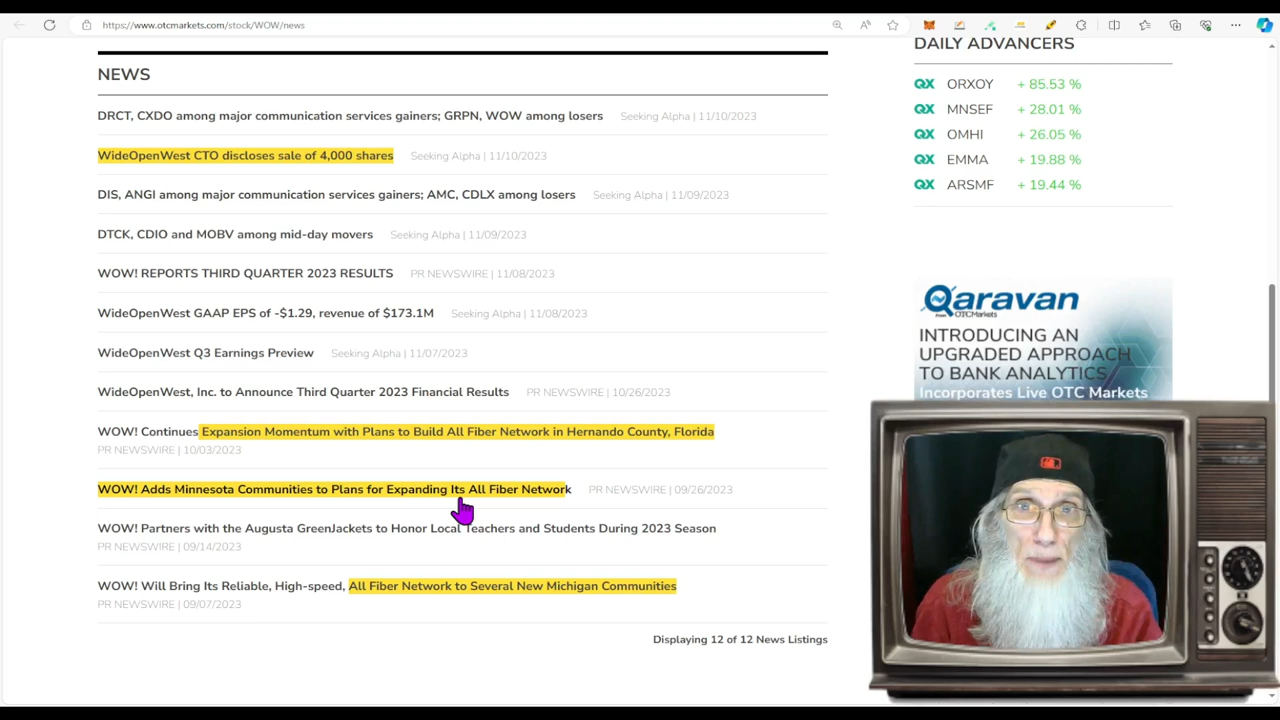 https://www.otcmarkets.com/stock/WOW/news
NEWS
DRCT, CXDO among major communication services gainers; GRPN, WOW among losers Seeking Alpha | 11/10/2023
WideOpenWest CTO discloses sale of 4,000 shares Seeking Alpha | 11/10/2023
DIS, ANGI among major communication services gainers; AMC, CDLX among losers Seeking Alpha | 11/09/2023
DTCK, CDIO and MOBV among mid-day movers Seeking Alpha | 11/09/2023
WOW! REPORTS THIRD QUARTER 2023 RESULTS PR NEWSWIRE | 11/08/2023
WideOpenWest GAAP EPS of -$1.29, revenue of $173.1M Seeking Alpha | 11/08/2023
WideOpenWest Q3 Earnings Preview Seeking Alpha | 11/07/2023
WideOpenWest, Inc. to Announce Third Quarter 2023 Financial Results PR NEWSWIRE | 10/26/2023
WOW! Continues Expansion Momentum with Plans to Build All Fiber Network in Hernando County, Florida
PR NEWSWIRE | 10/03/2023
WOW! Adds Minnesota Communities to Plans for Expanding Its All Fiber Network PR NEWSWIRE | 09/26/2023
WOW! Partners with the Augusta GreenJackets to Honor Local Teachers and Students During 2023 Season
PR NEWSWIRE | 09/14/2023
WOW! Will Bring Its Reliable, High-speed, All Fiber Network to Several New Michigan Communities
PR NEWSWIRE | 09/07/2023
Displaying 12 of 12 News Listings
DAILY ADVANCERS
QX ORXOY + 85.53 %
QX MNSEF + 28.01 %
QX OMHI + 26.05 %
QX EMMA + 19.88 %
QX ARSMF + 19.44 %
Qaravan
from OTCMarkets
INTRODUCING AN
UPGRADED APPROACH
TO BANK ANALYTICS
Incorporates Live OTC Markets